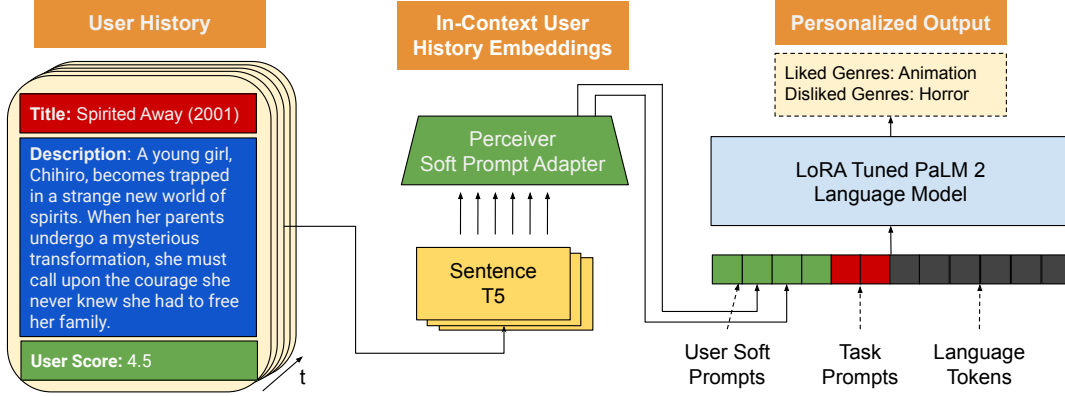 User History
Title: Spirited Away (2001)
Description: A young girl,
Chihiro, becomes trapped
in a strange new world of
spirits. When her parents
undergo a mysterious
transformation, she must
call upon the courage she
never knew she had to free
her family.
User Score: 4.5
t
In-Context User
History Embeddings
Perceiver
Soft Prompt Adapter
Sentence
T5
Personalized Output
Liked Genres: Animation
Disliked Genres: Horror
LoRA Tuned PaLM 2
Language Model
User Soft
Prompts
Task
Prompts
Language
Tokens